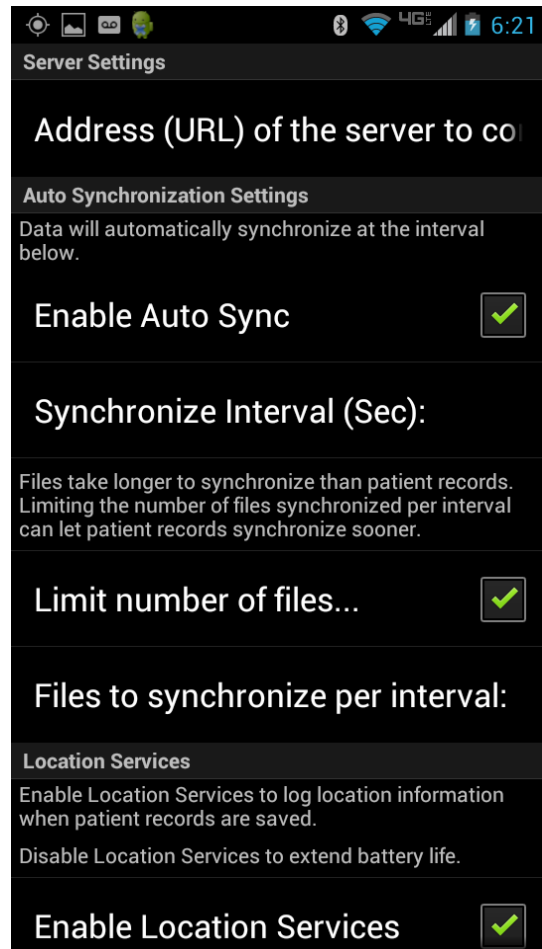 4G 6:21
Server Settings
Address (URL) of the server to
Auto Synchronization Settings
Data will automatically synchronize at the interval
below.
Enable Auto Sync
Synchronize Interval (Sec):
Files take longer to synchronize than patient records.
Limiting the number of files synchronized per interval
can let patient records synchronize sooner.
Limit number of files...
Files to synchronize per interval:
Location Services
Enable Location Services to log location information
when patient records are saved.
Disable Location Services to extend battery life.
Enable Location Services